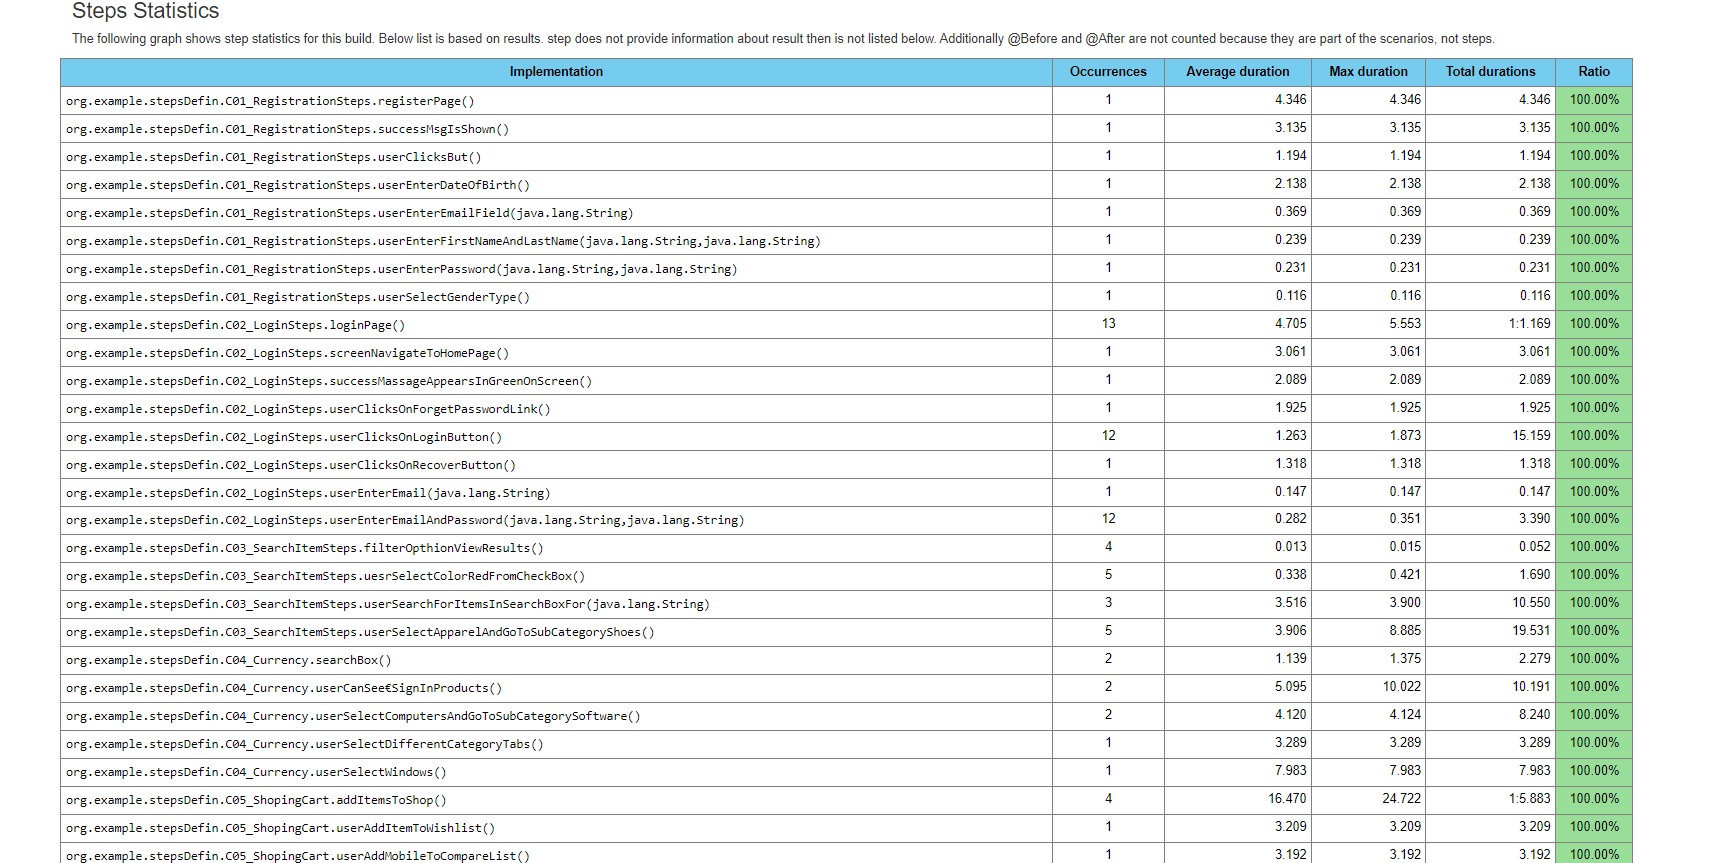 Steps Statistics
The following graph shows step statistics for this build. Below list is based on results. step does not provide information about result then is not listed below. Additionally @Before and @After are not counted because they are part of the scenarios, not steps.
Implementation Occurrences Average duration Max duration Total durations Ratio
org.example.stepsDefin.C01_RegistrationSteps.registerPage() 1 4.346 4.346 4.346 100.00%
org.example.stepsDefin.C01_RegistrationSteps.successMsgIsShown() 1 3.135 3.135 3.135 100.00%
org.example.stepsDefin.C01_RegistrationSteps.userClicksBut() 1 1.194 1.194 1.194 100.00%
org.example.stepsDefin.C01_RegistrationSteps.userEnterDateOfBirth() 1 2.138 2.138 2.138 100.00%
org.example.stepsDefin.C01_RegistrationSteps.userEnterEmailField(java.lang.String) 1 0.369 0.369 0.369 100.00%
org.example.stepsDefin.C01_RegistrationSteps.userEnterFirstNameAndLastName(java.lang.String,java.lang.String) 1 0.239 0.239 0.239 100.00%
org.example.stepsDefin.C01_RegistrationSteps.userEnterPassword(java.lang.String,java.lang.String) 1 0.231 0.231 0.231 100.00%
org.example.stepsDefin.C01_RegistrationSteps.userSelectGenderType() 1 0.116 0.116 0.116 100.00%
org.example.stepsDefin.C02_LoginSteps.loginPage() 13 4.705 5.553 1:1.169 100.00%
org.example.stepsDefin.C02_LoginSteps.screenNavigateToHomePage() 1 3.061 3.061 3.061 100.00%
org.example.stepsDefin.C02_LoginSteps.successMassageAppearsInGreenOnScreen() 1 2.089 2.089 2.089 100.00%
org.example.stepsDefin.C02_LoginSteps.userClicksOnForgetPasswordLink() 1 1.925 1.925 1.925 100.00%
org.example.stepsDefin.C02_LoginSteps.userClicksOnLoginButton() 12 1.263 1.873 15.159 100.00%
org.example.stepsDefin.C02_LoginSteps.userClicksOnRecoverButton() 1 1.318 1.318 1.318 100.00%
org.example.stepsDefin.C02_LoginSteps.userEnterEmail(java.lang.String) 1 0.147 0.147 0.147 100.00%
org.example.stepsDefin.C02_LoginSteps.userEnterEmailAndPassword(java.lang.String,java.lang.String) 12 0.282 0.351 3.390 100.00%
org.example.stepsDefin.C03_SearchItemSteps.filterOpthionViewResults() 4 0.013 0.015 0.052 100.00%
org.example.stepsDefin.C03_SearchItemSteps.uesrSelectColorRedFromCheckBox() 5 0.338 0.421 1.690 100.00%
org.example.stepsDefin.C03_SearchItemSteps.userSearchForItemsInSearchBoxFor(java.lang.String) 3 3.516 3.900 10.550 100.00%
org.example.stepsDefin.C03_SearchItemSteps.userSelectApparelAndGoToSubCategoryShoes() 5 3.906 8.885 19.531 100.00%
org.example.stepsDefin.C04_Currency.searchBox() 2 1.139 1.375 2.279 100.00%
org.example.stepsDefin.C04_Currency.userCanSee€SignInProducts() 2 5.095 10.022 10.191 100.00%
org.example.stepsDefin.C04_Currency.userSelectComputersAndGoToSubCategorySoftware() 2 4.120 4.124 8.240 100.00%
org.example.stepsDefin.C04_Currency.userSelectDifferentCategoryTabs() 1 3.289 3.289 3.289 100.00%
org.example.stepsDefin.C04_Currency.userSelectWindows() 1 7.983 7.983 7.983 100.00%
org.example.stepsDefin.C05_ShopingCart.addItemsToShop() 4 16.470 24.722 1:5.883 100.00%
org.example.stepsDefin.C05_ShopingCart.userAddItemToWishlist() 1 3.209 3.209 3.209 100.00%
org.example.stepsDefin.C05_ShopingCart.userAddMobileToCompareList() 1 3.192 3.192 3.192 100.00%